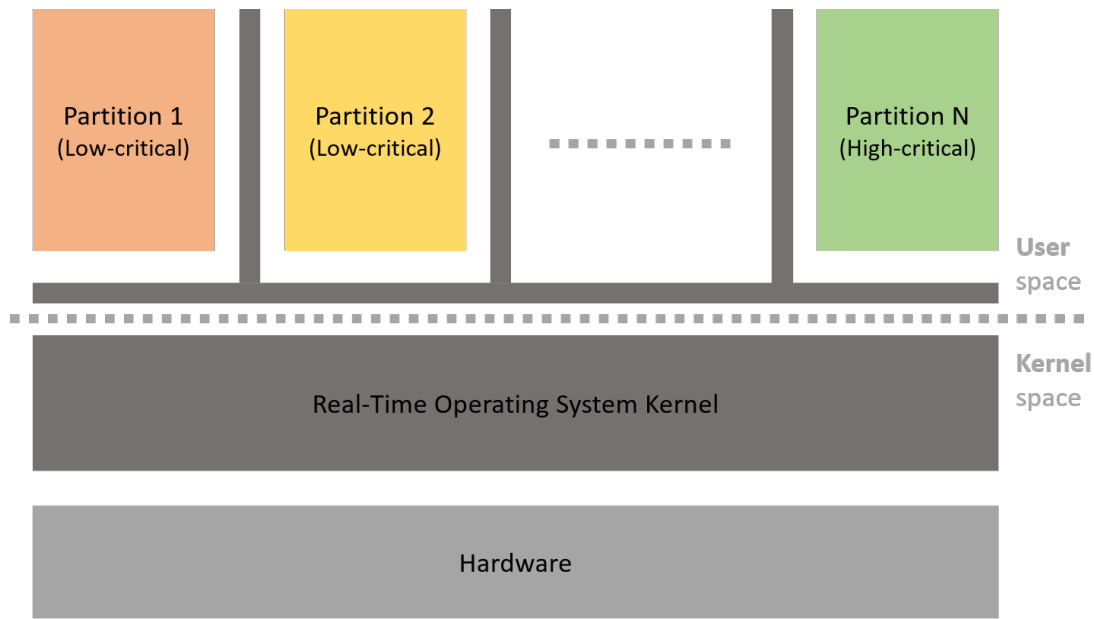 Partition 1
(Low-critical)
Partition 2
(Low-critical)
Partition N
(High-critical)
User
space
Kernel
space
Real-Time Operating System Kernel
Hardware